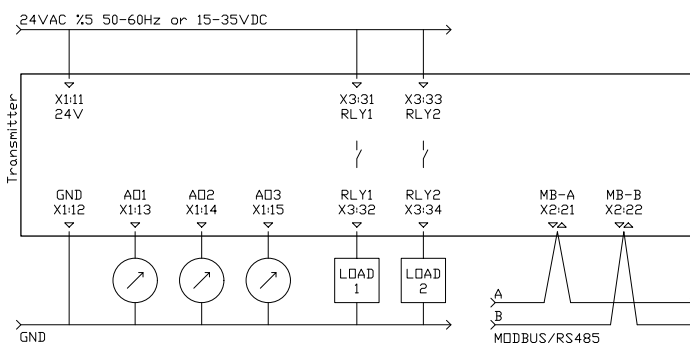 24VAC %5 50-60Hz or 15-35VDC
Transmitter
X1:11
24V
X3:31
RLY1
X3:33
RLY2
GND
X1:12
AO1
X1:13
AO2
X1:14
AO3
X1:15
RLY1
X3:32
RLY2
X3:34
MB-A
X2:21
MB-B
X2:22
LOAD
1
LOAD
2
A
B
GND
MODBUS/RS485